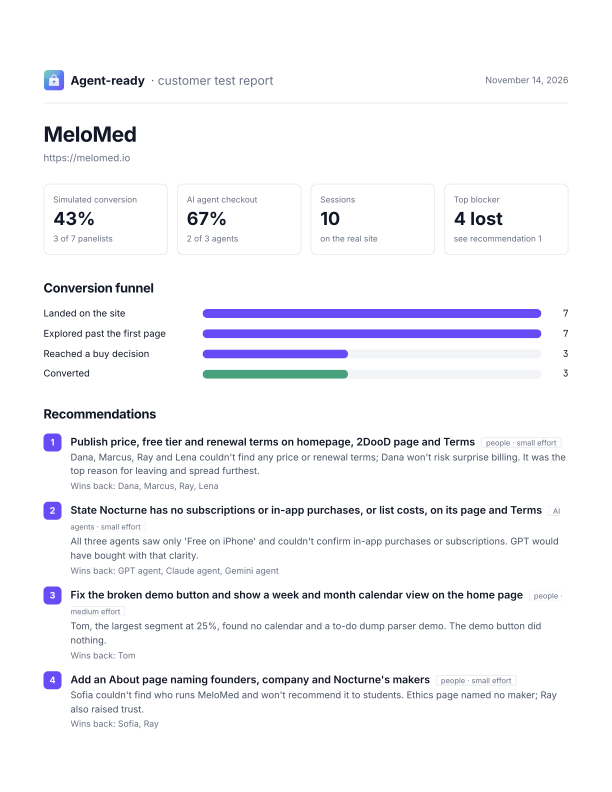 Agent-ready · customer test report
November 14, 2026
MeloMed
https://melomed.io
Simulated conversion
43%
3 of 7 panelists
AI agent checkout
67%
2 of 3 agents
Sessions
10
on the real site
Top blocker
4 lost
see recommendation 1
Conversion funnel
Landed on the site 7
Explored past the first page 7
Reached a buy decision 3
Converted 3
Recommendations
1 Publish price, free tier and renewal terms on homepage, 2DooD page and Terms people · small effort
Dana, Marcus, Ray and Lena couldn't find any price or renewal terms; Dana won't risk surprise billing. It was the
top reason for leaving and spread furthest.
Wins back: Dana, Marcus, Ray, Lena
2 State Nocturne has no subscriptions or in-app purchases, or list costs, on its page and Terms AI
agents · small effort
All three agents saw only 'Free on iPhone' and couldn't confirm in-app purchases or subscriptions. GPT would
have bought with that clarity.
Wins back: GPT agent, Claude agent, Gemini agent
3 Fix the broken demo button and show a week and month calendar view on the home page people ·
medium effort
Tom, the largest segment at 25%, found no calendar and a to-do dump parser demo. The demo button did
nothing.
Wins back: Tom
4 Add an About page naming founders, company and Nocturne's makers people · small effort
Sofia couldn't find who runs MeloMed and won't recommend it to students. Ethics page named no maker; Ray
also raised trust.
Wins back: Sofia, Ray